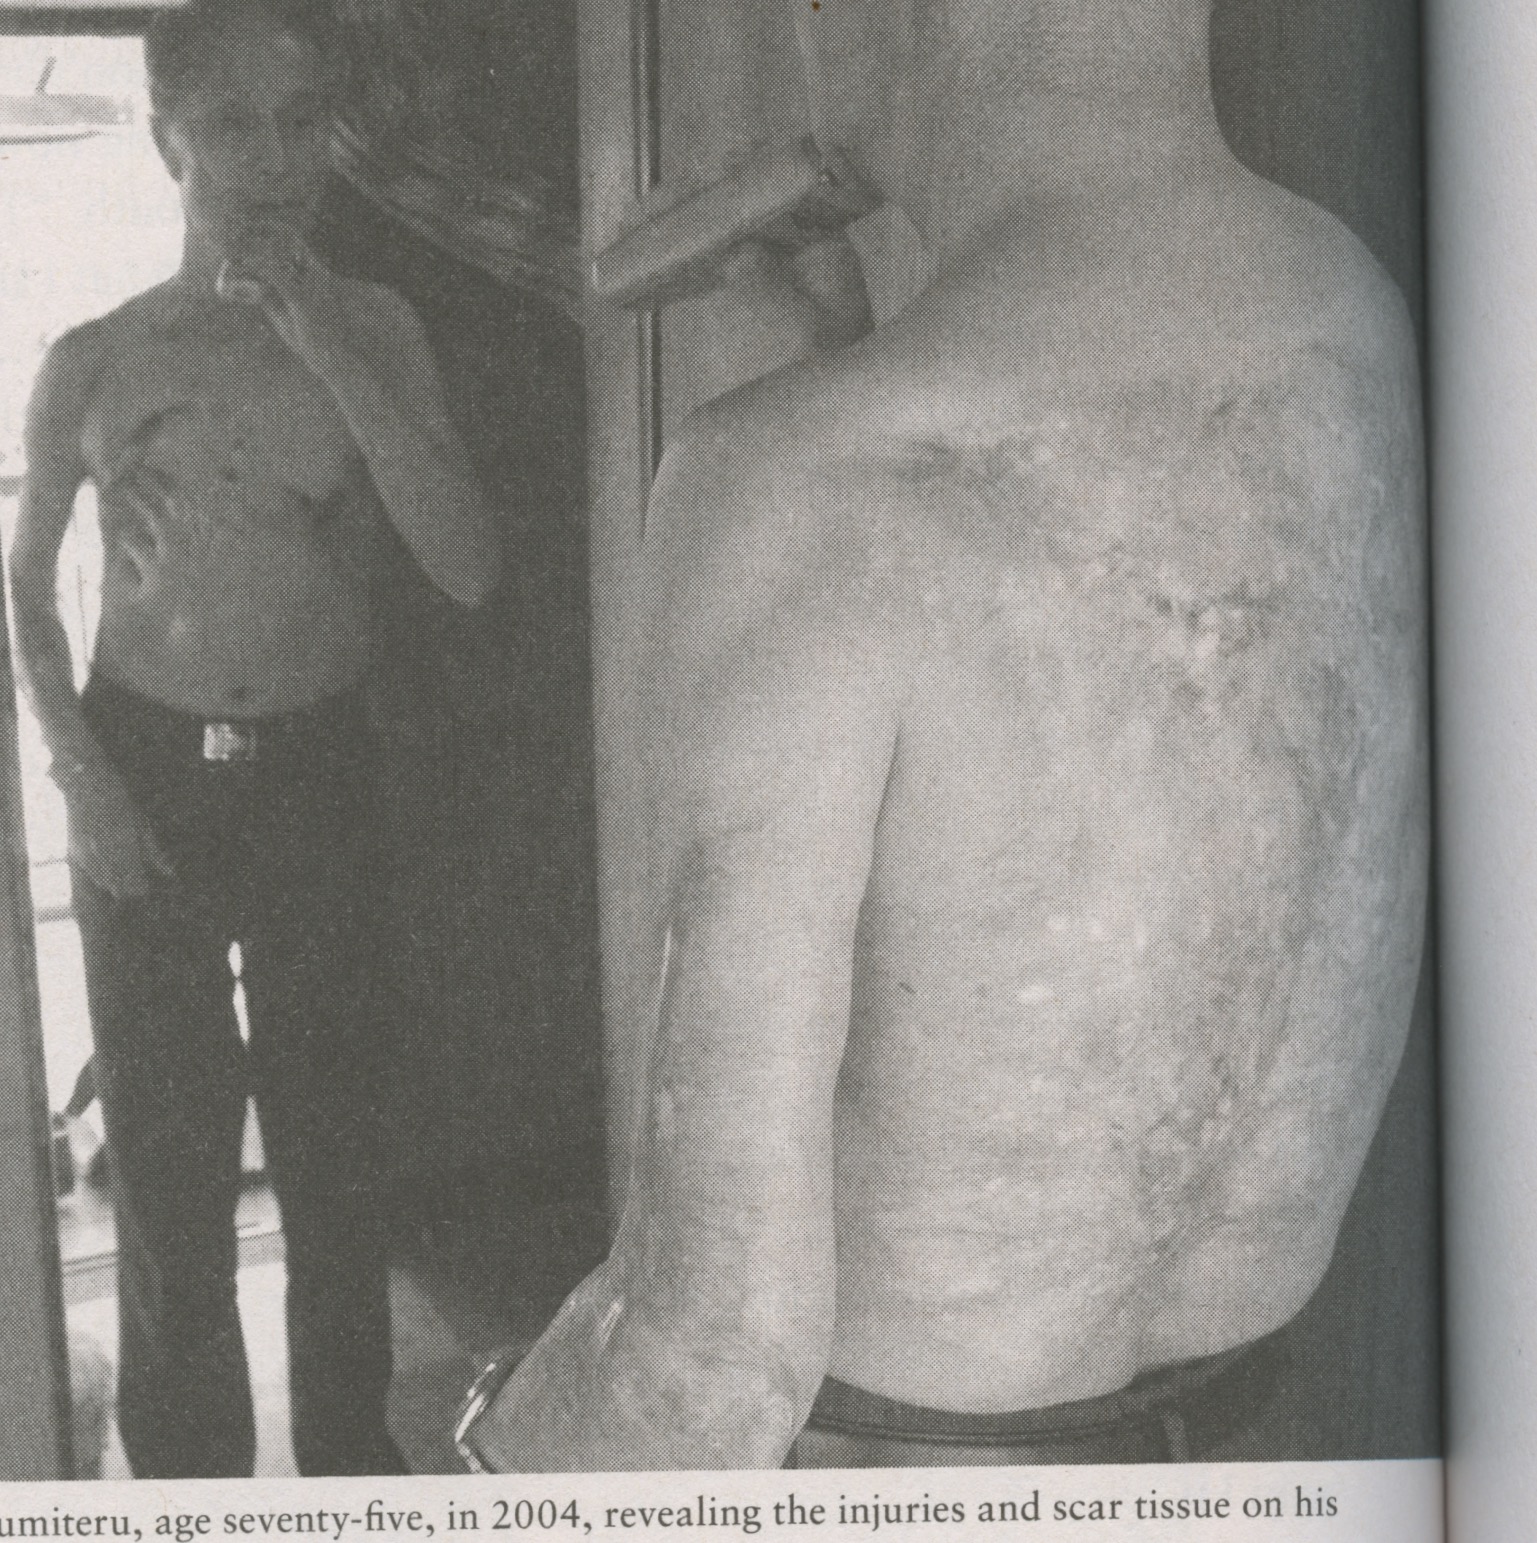 umiteru, age seventy-five, in 2004, revealing the injuries and scar tissue on his